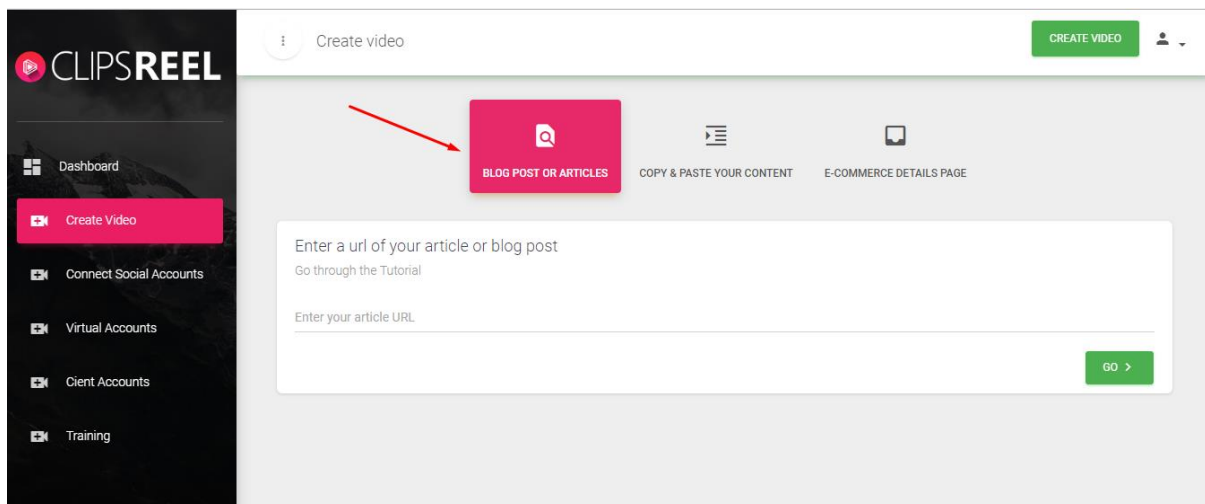 CLIPSREEL
Create video
CREATE VIDEO
Dashboard
Create Video
Connect Social Accounts
Virtual Accounts
Cient Accounts
Training
BLOG POST OR ARTICLES
COPY & PASTE YOUR CONTENT
E-COMMERCE DETAILS PAGE
Enter a url of your article or blog post
Go through the Tutorial
Enter your article URL
GO >